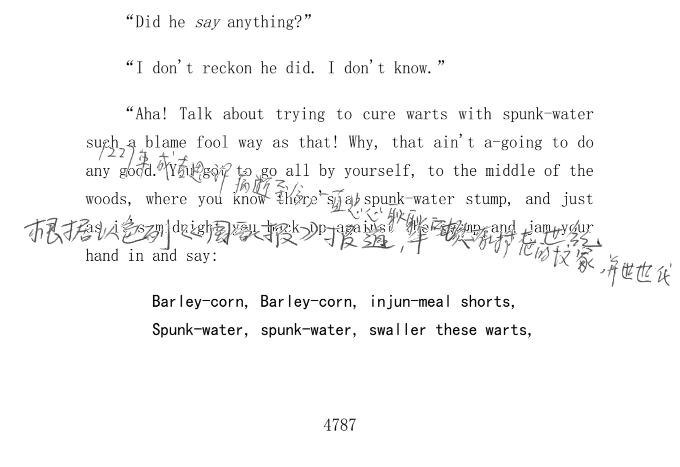 “Did he say anything?”
“I don't reckon he did. I don't know.”
“Aha! Talk about trying to cure warts with spunk-water
such a blame fool way as that! Why, that ain't a-going to do
any good. You got to go all by yourself, to the middle of the
woods, where you know there's a spunk-water stump, and just
as it's midnight you back up against the stump and jam your
根据以色列《国家报》报道,
hand in and say:
Barley-corn, Barley-corn, injun-meal shorts,
Spunk-water, spunk-water, swaller these warts,
4787